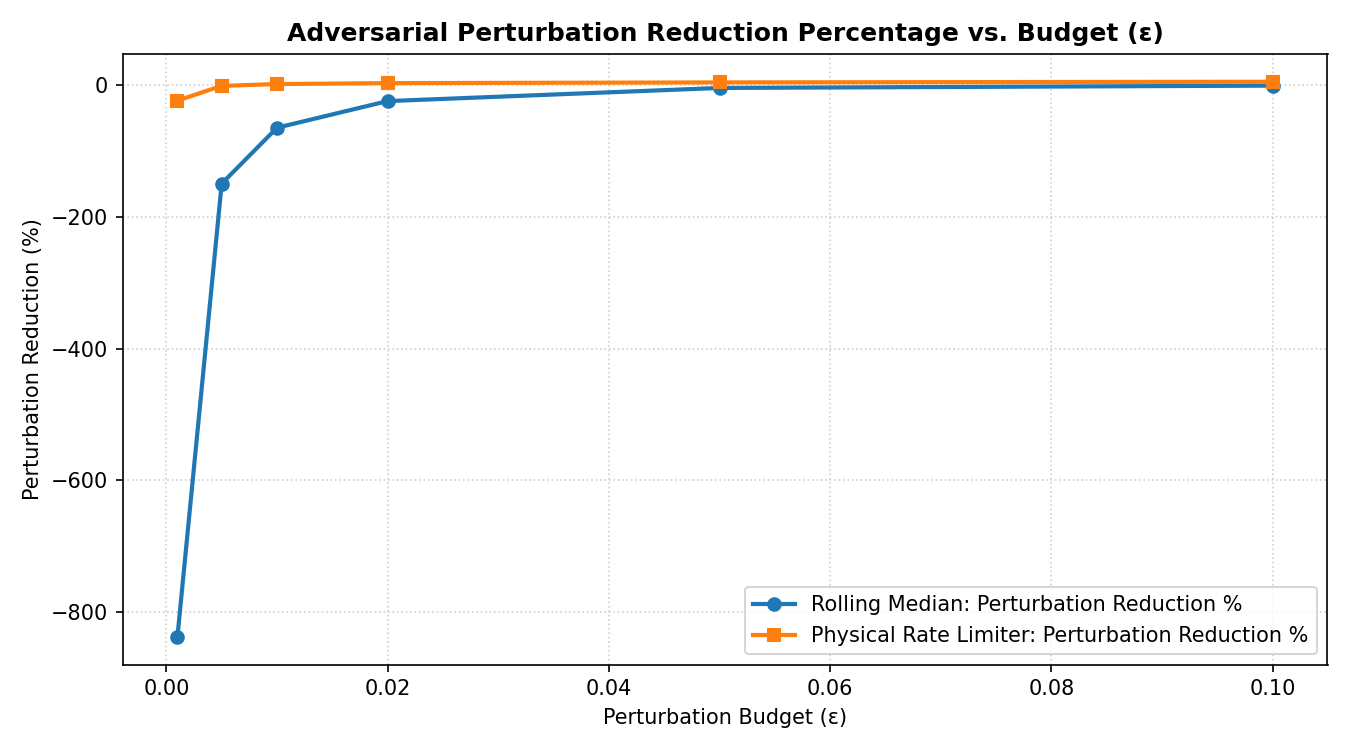 Adversarial Perturbation Reduction Percentage vs. Budget (ε)
Perturbation Reduction (%)
0
−200
−400
−600
−800
Rolling Median: Perturbation Reduction %
Physical Rate Limiter: Perturbation Reduction %
0.00
0.02
0.04
0.06
0.08
0.10
Perturbation Budget (ε)